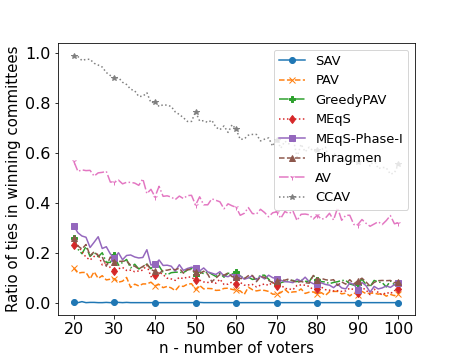 Ratio of ties in winning committees
1.0
0.8
0.6
0.4
0.2
0.0
SAV
PAV
GreedyPAV
MEqS
MEqS-Phase-I
Phragmen
AV
CCAV
20 30 40 50 60 70 80 90 100
n - number of voters